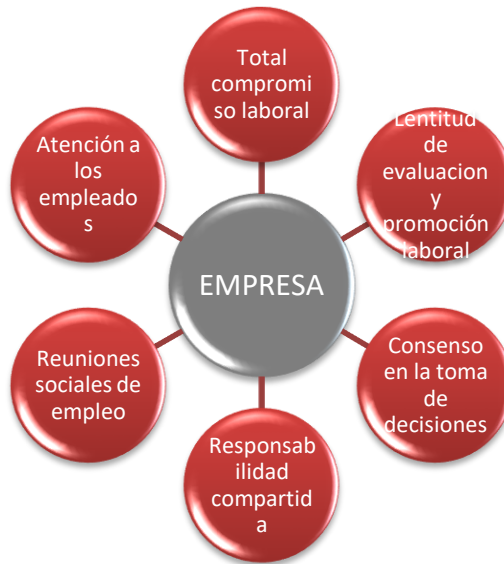 Total
compromi
so laboral
Lentitud
de
evaluacion
y
promoción
laboral
Consenso
en la toma
de
decisiones
Responsab
ilidad
compartid
a
Reuniones
sociales de
empleo
Atención a
los
empleado
s
EMPRESA